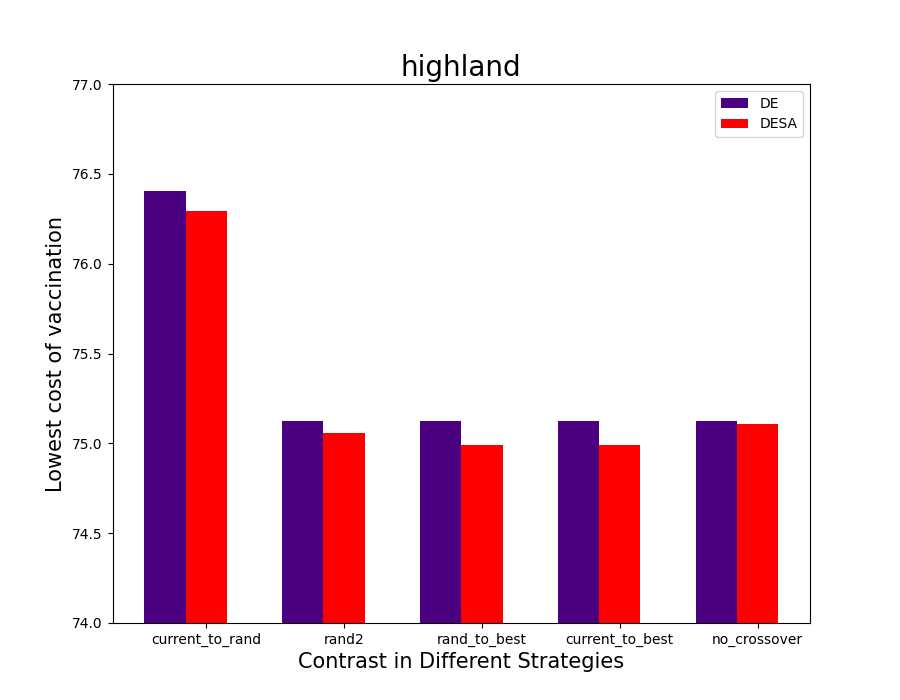 highland
DE
DESA
Lowest cost of vaccination
77.0
76.5
76.0
75.5
75.0
74.5
74.0
current_to_rand rand2 rand_to_best current_to_best no_crossover
Contrast in Different Strategies